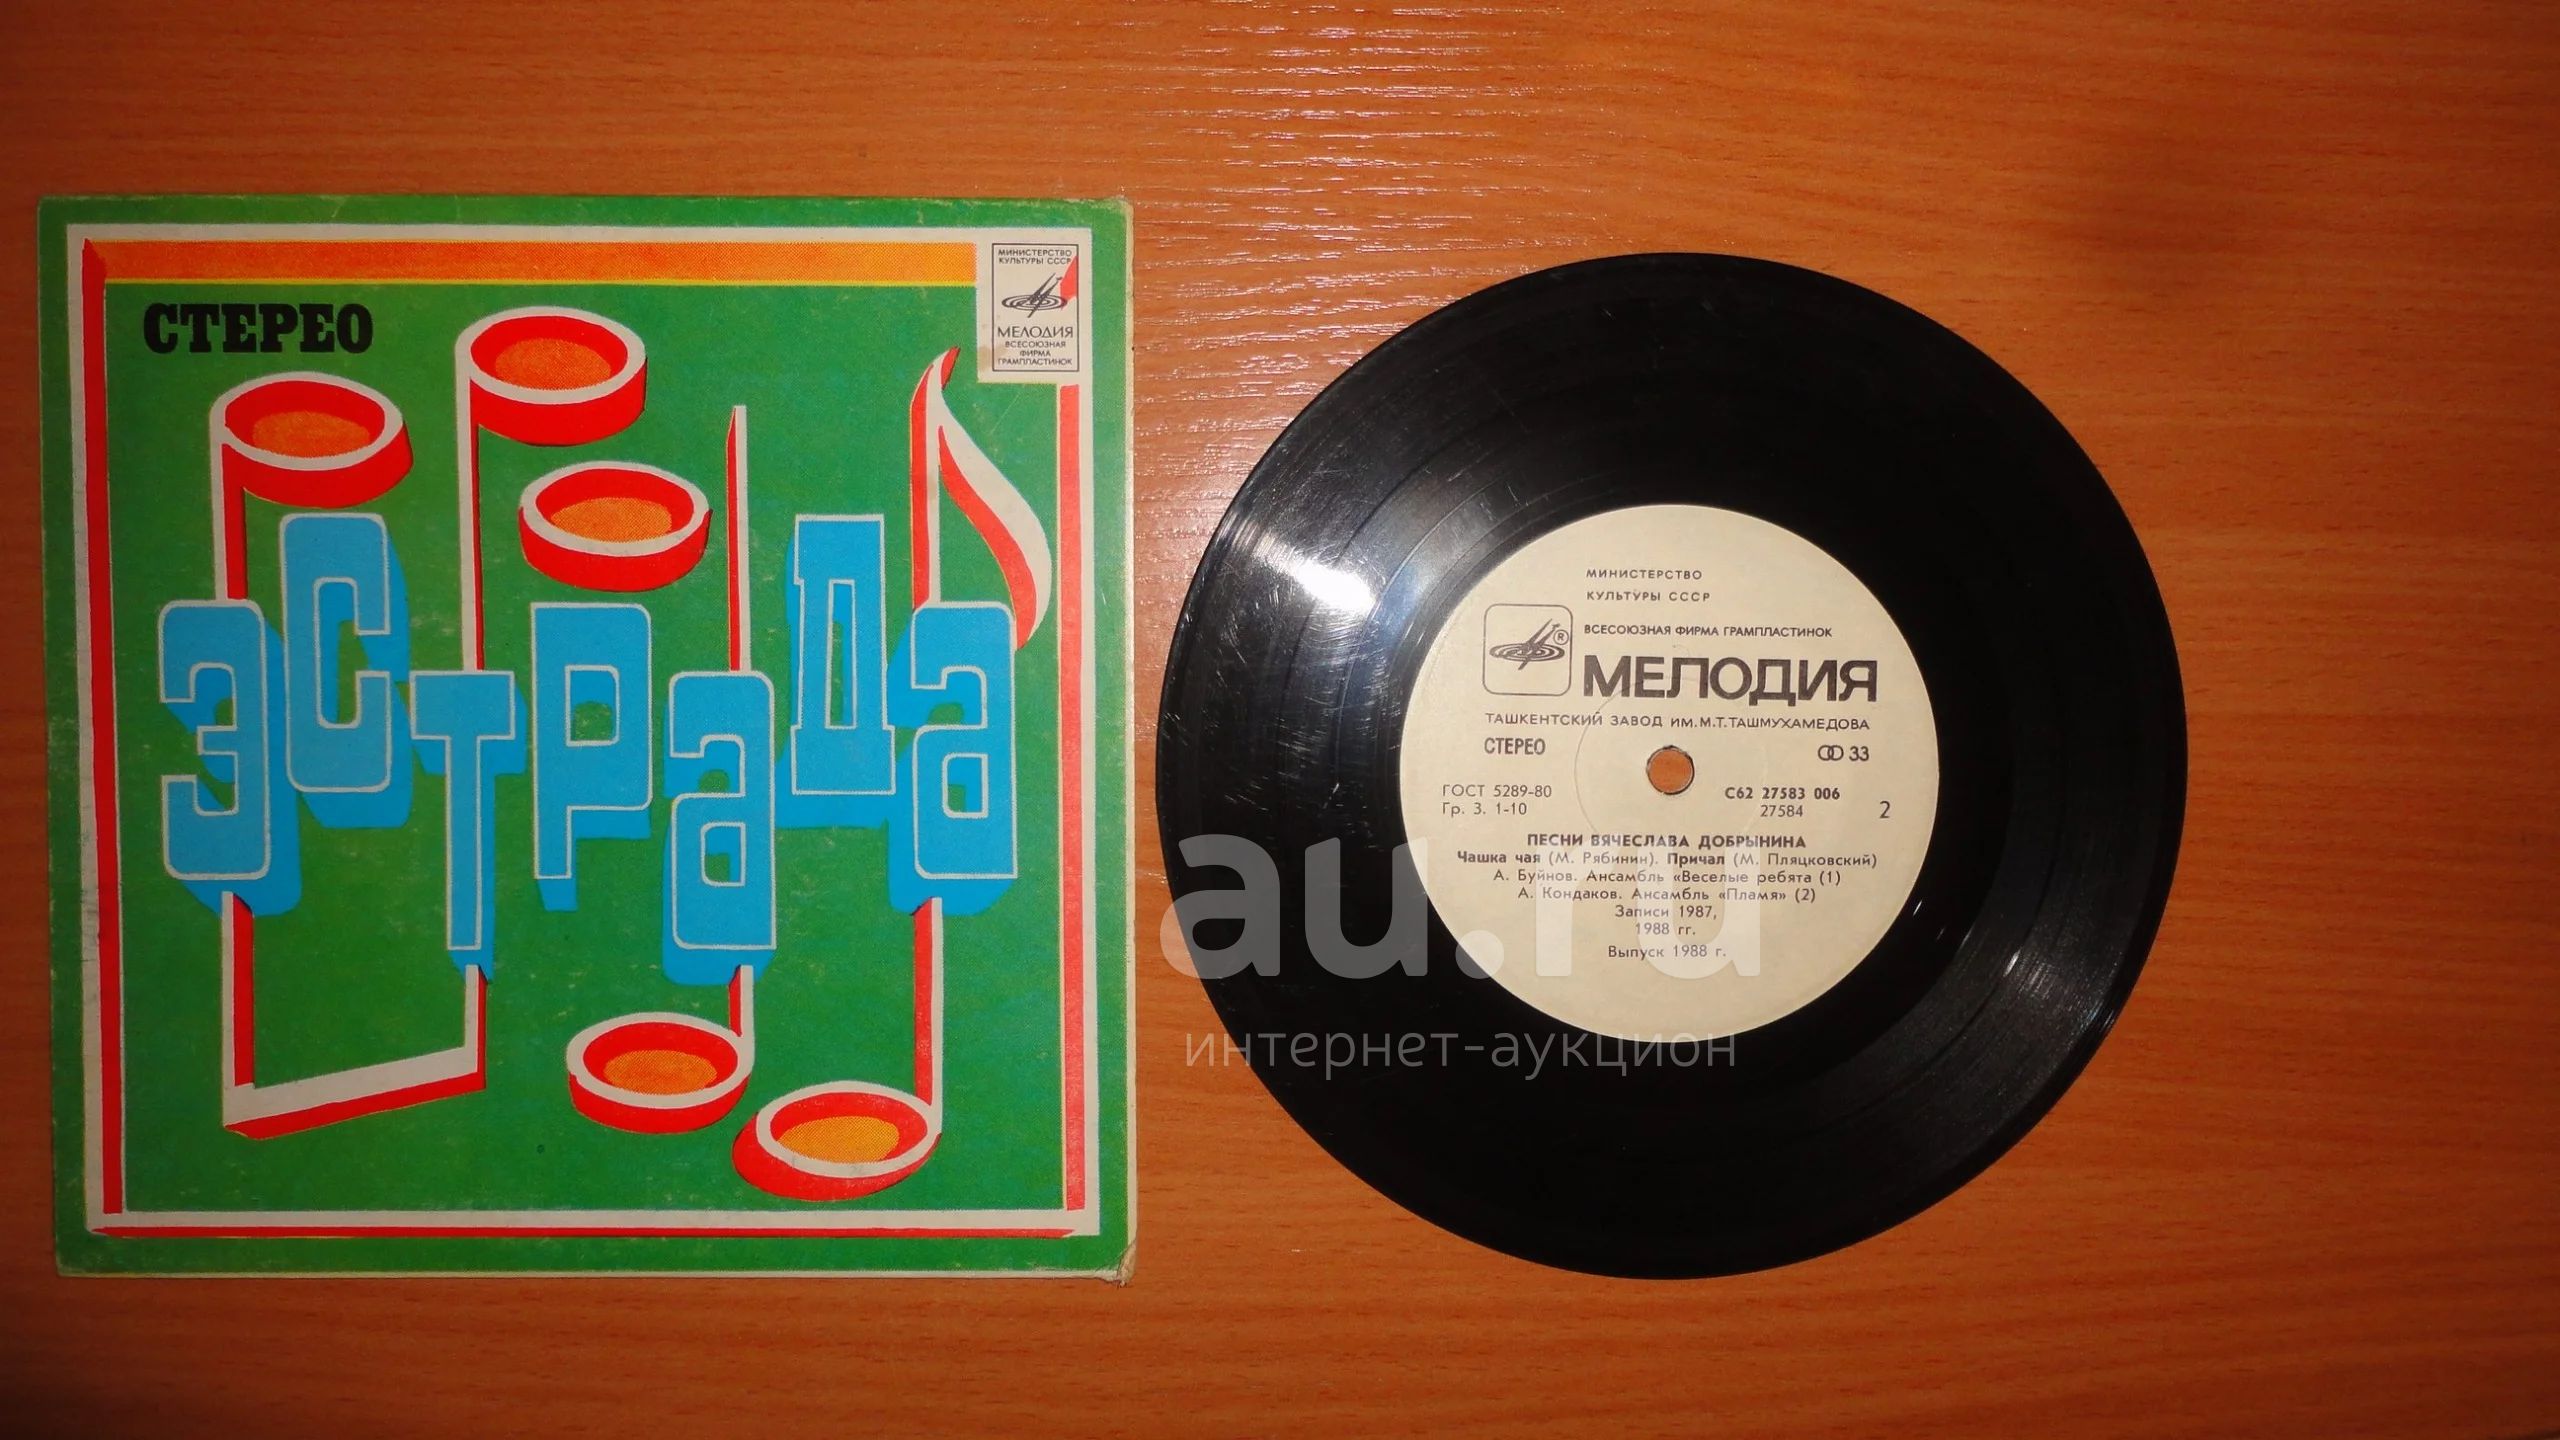 СТЕРЕО
МИНИСТЕРСТВО
КУЛЬТУРЫ СССР
МЕЛОДИЯ
ВСЕСОЮЗНАЯ
ФИРМА
ГРАМПЛАСТИНОК
эстрада
МИНИСТЕРСТВО
КУЛЬТУРЫ СССР
ВСЕСОЮЗНАЯ ФИРМА ГРАМПЛАСТИНОК
®
МЕЛОДИЯ
ТАШКЕНТСКИЙ ЗАВОД ИМ. М.Т. ТАШМУХАМЕДОВА
СТЕРЕО 33
ГОСТ 5289-80 С62 27583 006
Гр. 3. 1-10 27584 2
ПЕСНИ ВЯЧЕСЛАВА ДОБРЫНИНА
Чашка чая (М. Рябинин). Причал (М. Пляцковский)
А. Буйнов. Ансамбль «Веселые ребята (1)
А. Кондаков. Ансамбль «Пламя» (2)
Записи 1987,
1988 гг.
Выпуск 1988 г.
au.ru
интернет-аукцион